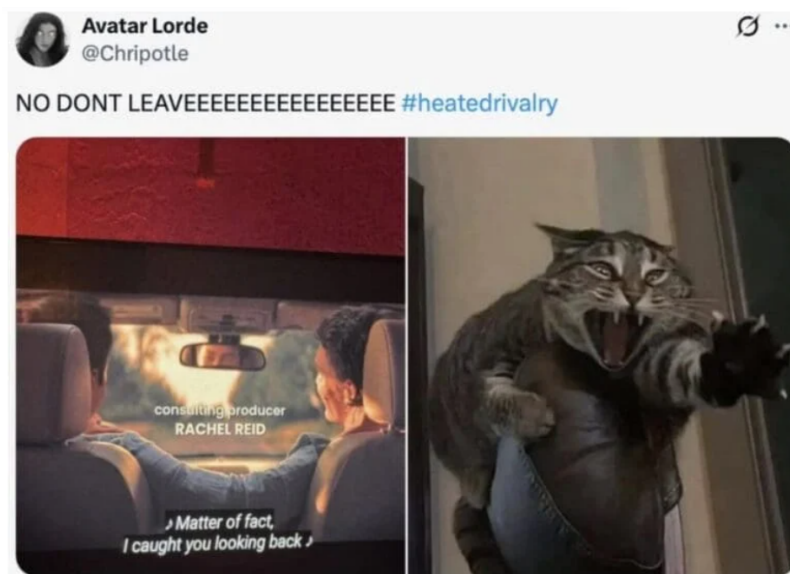 Avatar Lorde
@Chripotle
NO DONT LEAVEEEEEEEEEEEEEEEEE #heatedrivalry
consulting producer
RACHEL REID
♪ Matter of fact,
I caught you looking back ♪